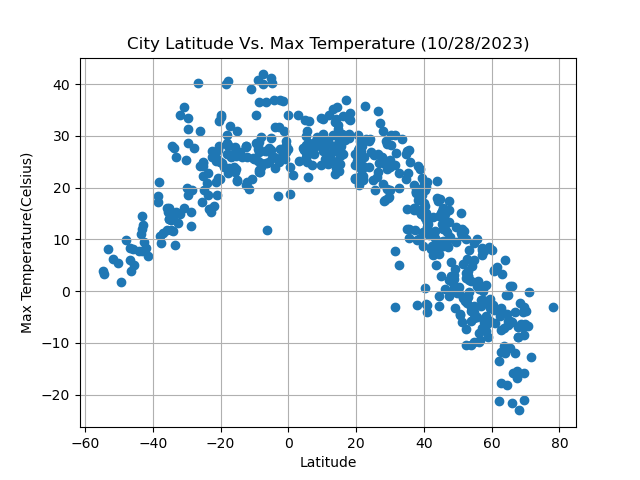 City Latitude Vs. Max Temperature (10/28/2023)
40
30
20
10
0
−10
−20
Max Temperature(Celsius)
−60 −40 −20 0 20 40 60 80
Latitude